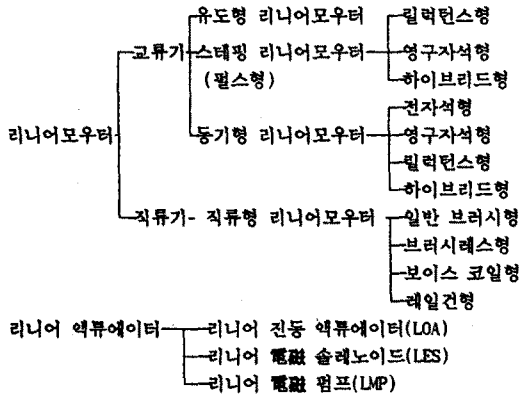 유도형 리니어모우터 릴럭턴스형
교류기 스테핑 리니어모우터 영구자석형
(펄스형) 하이브리드형
전자석형
리니어모우터 동기형 리니어모우터 영구자석형
릴럭턴스형
하이브리드형
직류기- 직류형 리니어모우터 일반 브러시형
브러시레스형
보이스 코일형
레일건형
리니어 액튜에이터 리니어 진동 액튜에이터(LOA)
리니어 電磁 솔레노이드(LES)
리니어 電磁 펌프(LMP)